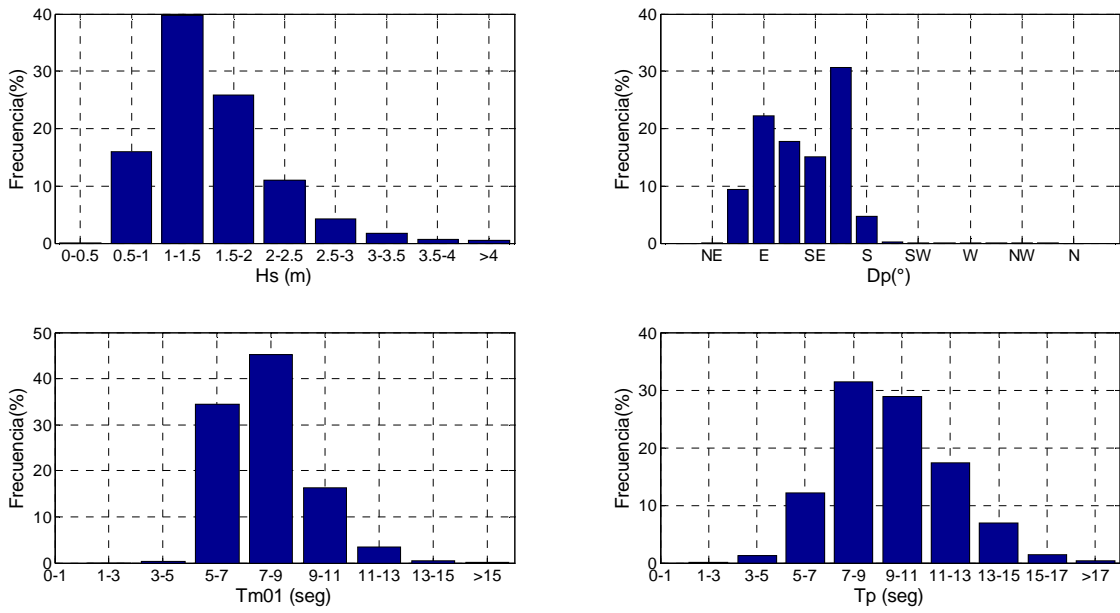 40
30
20
10
0
Frecuencia(%)
0-0.5 0.5-1 1-1.5 1.5-2 2-2.5 2.5-3 3-3.5 3.5-4 >4
Hs (m)
40
30
20
10
0
Frecuencia(%)
NE E SE S SW W NW N
Dp(°)
50
40
30
20
10
0
Frecuencia(%)
0-1 1-3 3-5 5-7 7-9 9-11 11-13 13-15 >15
Tm01 (seg)
40
30
20
10
0
Frecuencia(%)
0-1 1-3 3-5 5-7 7-9 9-11 11-13 13-15 15-17 >17
Tp (seg)